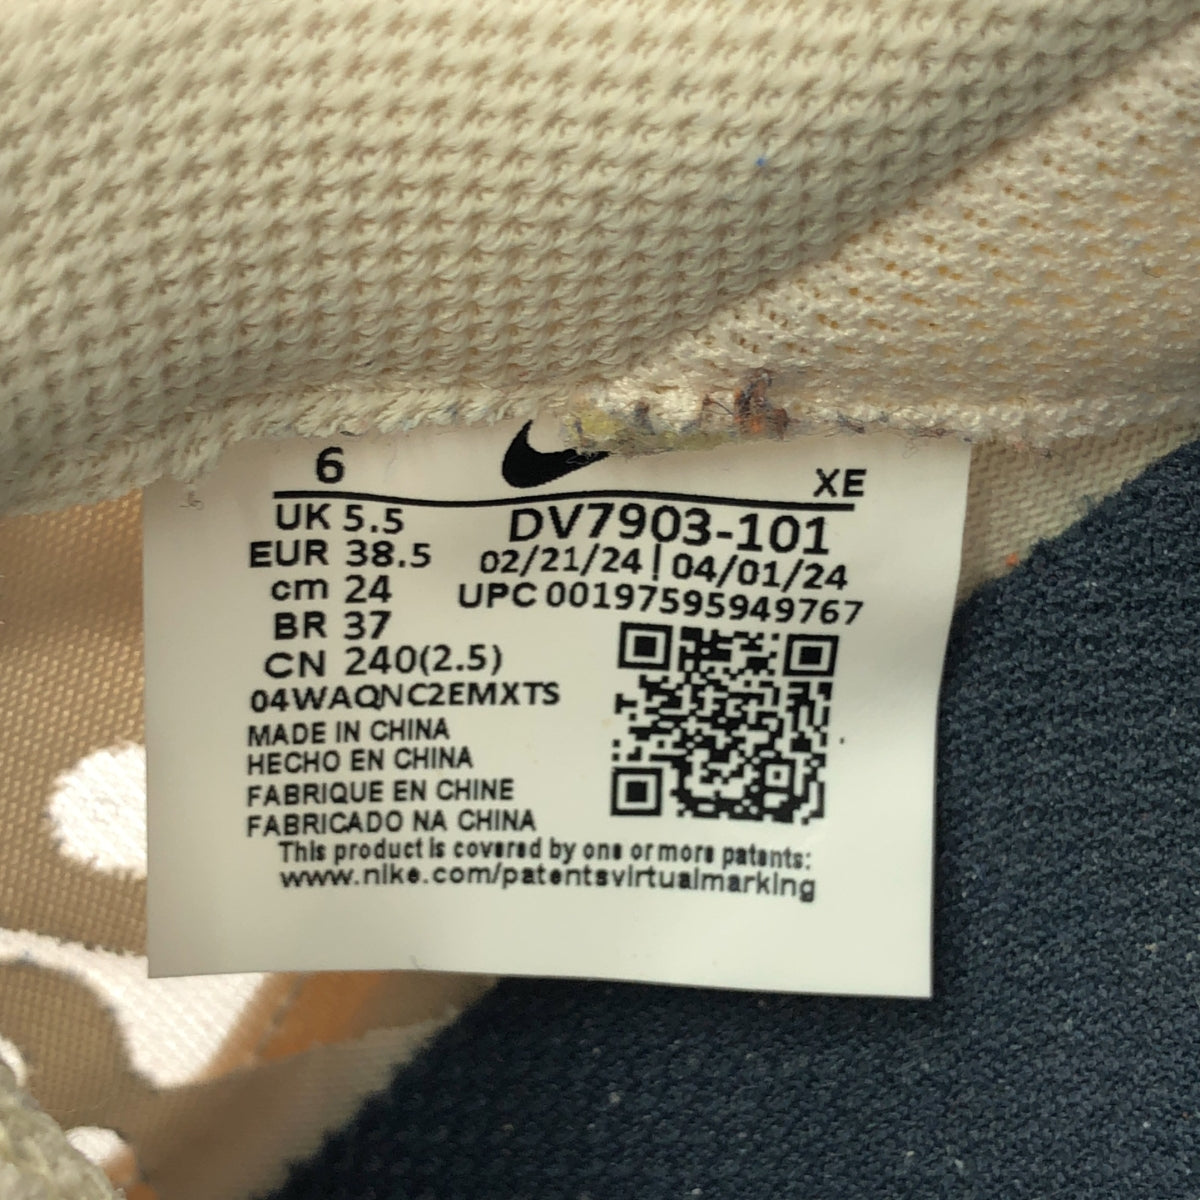 6 XE
UK 5.5 DV7903-101
EUR 38.5 02/21/24 | 04/01/24
cm 24 UPC 00197595949767
BR 37
CN 240(2.5)
04WAQNC2EMXTS
MADE IN CHINA
HECHO EN CHINA
FABRIQUE EN CHINE
FABRICADO NA CHINA
This product is covered by one or more patents:
www.nike.com/patentsvirtualmarking